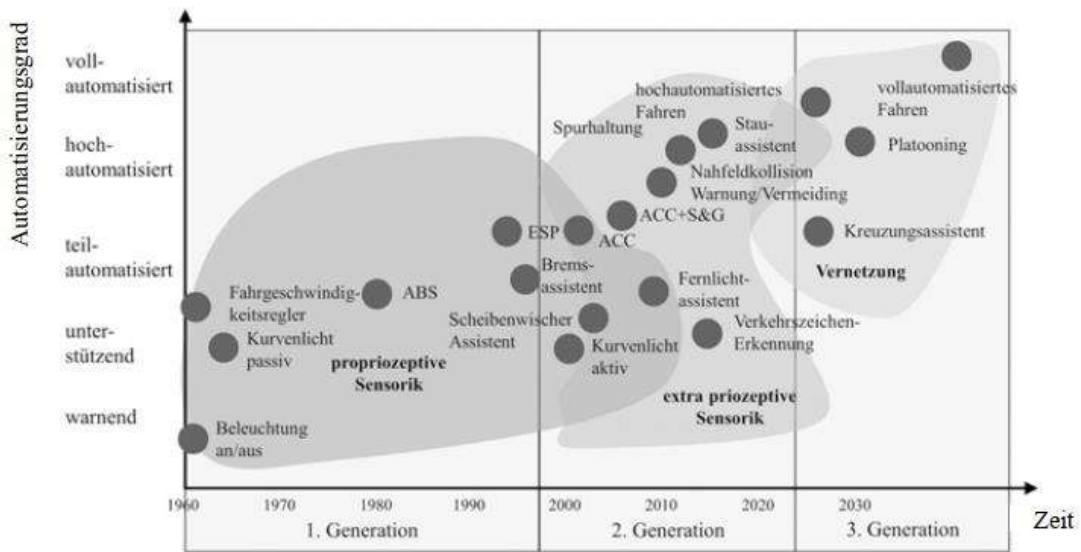 Automatisierungsgrad
voll-
automatisiert
hoch-
automatisiert
teil-
automatisiert
unter-
stützend
warnend
Fahrgeschwindig-
keitsregler
Kurvenlicht
passiv
Beleuchtung
an/aus
ABS
propriozeptive
Sensorik
ESP
Brems-
assistent
Scheibenwischer
Assistent
Kurvenlicht
aktiv
ACC
ACC+S&G
Nahfeldkollision
Warnung/Vermeiding
Spurhaltung
hochautomatisiertes
Fahren
Stau-
assistent
Fernlicht-
assistent
Verkehrszeichen-
Erkennung
extra priozeptive
Sensorik
vollautomatisiertes
Fahren
Platooning
Kreuzungsassistent
Vernetzung
1960 1970 1980 1990 2000 2010 2020 2030
1. Generation 2. Generation 3. Generation
Zeit